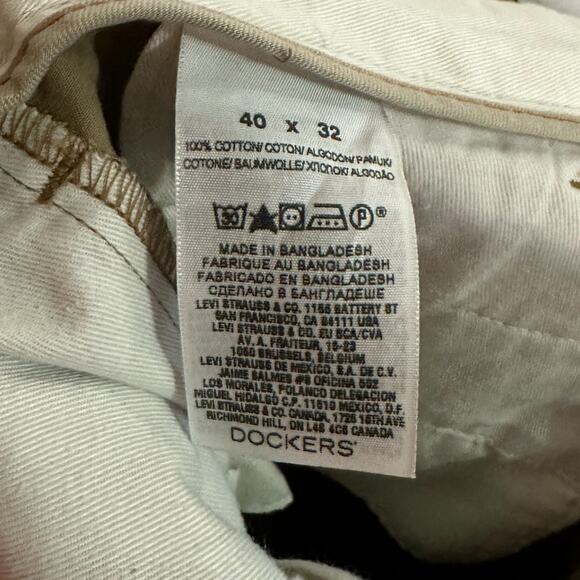 40 x 32
100% COTTON/ COTON/ ALGODÓN/ PAMUK/
COTONE/ BAUMWOLLE/ ХЛОПОК/ ALGODÃO
30 P ®
MADE IN BANGLADESH
FABRIQUE AU BANGLADESH
FABRICADO EN BANGLADESH
СДЕЛАНО В БАНГЛАДЕШЕ
LEVI STRAUSS & CO. 1155 BATTERY ST
SAN FRANCISCO, CA 94111 USA
LEVI STRAUSS & CO. EU SCA/CVA
AV. A. FRAITEUR, 15-23
1050 BRUSSELS, BELGIUM
LEVI STRAUSS DE MEXICO, S.A. DE C.V.
JAIME BALMES #8 OFICINA 502
LOS MORALES, POLANCO DELEGACION
MIGUEL HIDALGO C.P. 11510 MEXICO, D.F.
LEVI STRAUSS & CO. CANADA, 1725 16TH AVE
RICHMOND HILL, ON L4B 4C6 CANADA
DOCKERS®